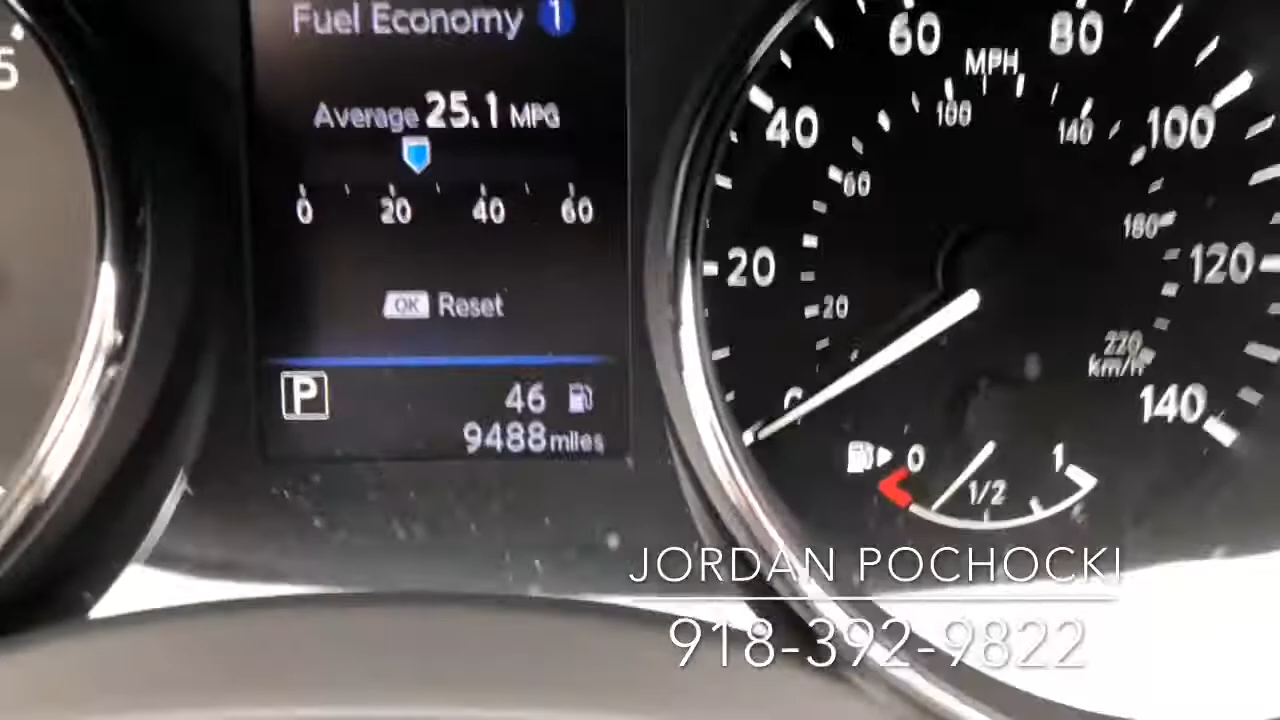 Fuel Economy 1
Average 25.1 MPG
0 20 40 60
OK Reset
P
46
9488 miles
5
MPH
0 20 40 60 80 100 120 140
20 60 100 140 180 220
km/h
0 1/2 1
JORDAN POCHOCKI
918-392-9822